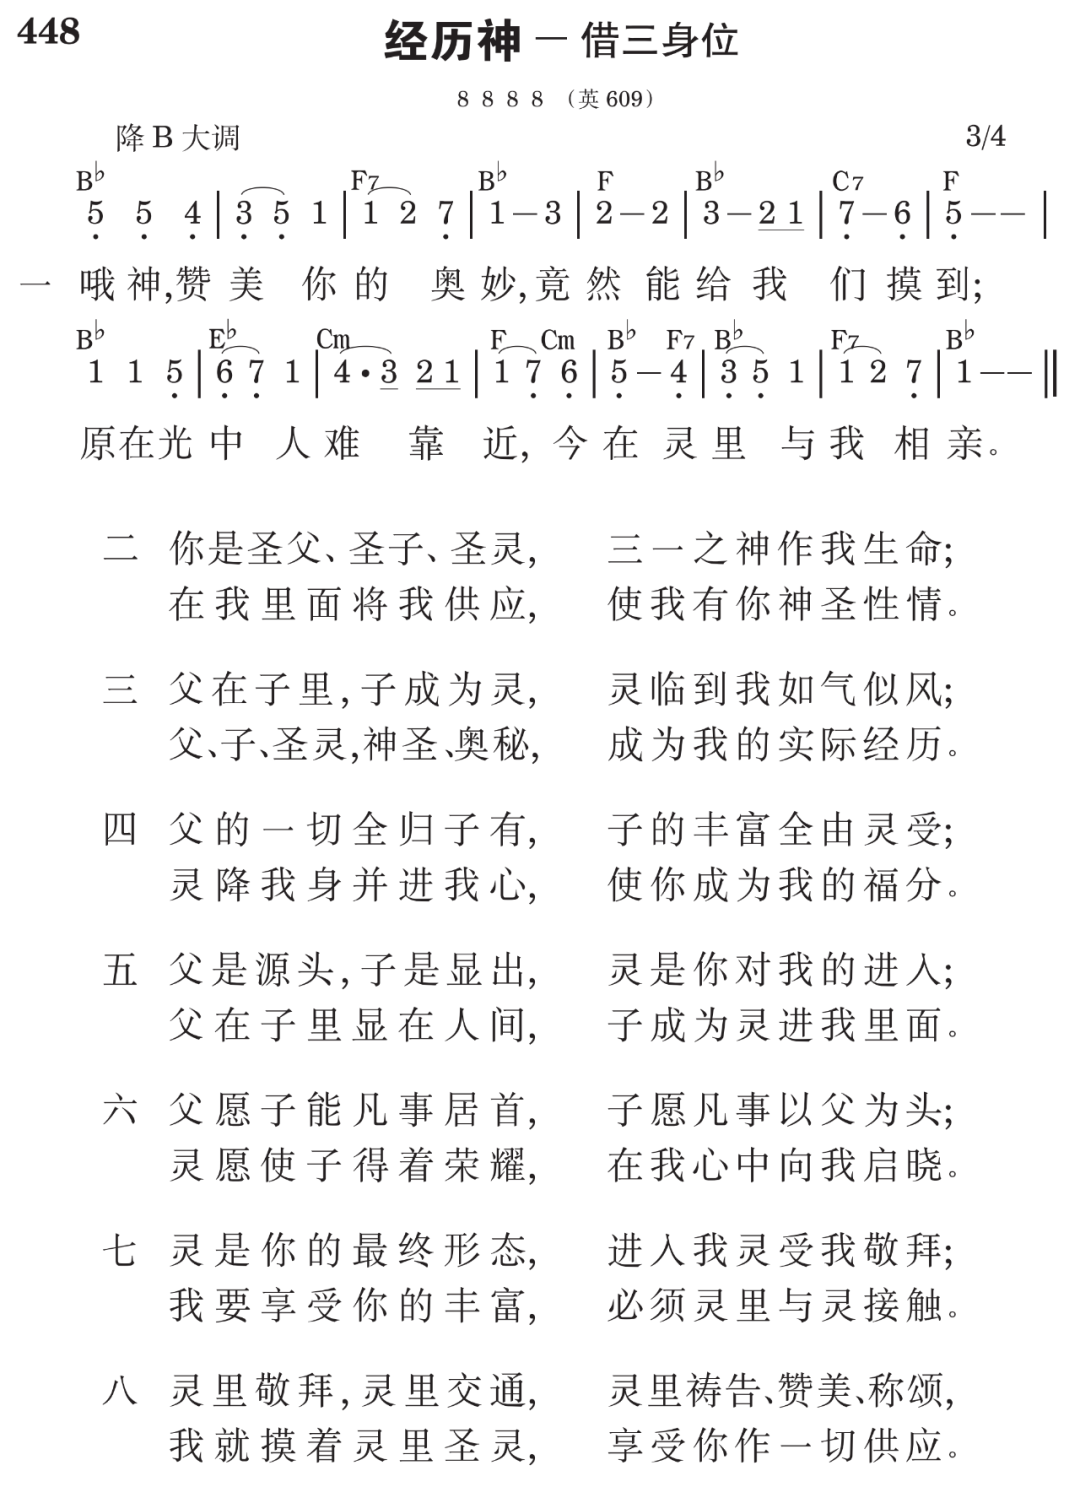 448
经历神 — 借三身位
8 8 8 8 （英 609）
降 B 大调 3/4
B♭ F7 B♭ F B♭ C7 F
5̣ 5̣ 4̣ | 3̣ 5̣ 1 | 1 2 7̣ | 1 – 3 | 2 – 2 | 3 – 2 1 | 7̣ – 6̣ | 5̣ – – |
一 哦神,赞美 你的 奥妙,竟然 能给我 们摸到;
B♭ E♭ Cm F Cm B♭ F7 B♭ F7 B♭
1 1 5̣ | 6̣ 7̣ 1 | 4 • 3 2 1 | 1 7̣ 6̣ | 5̣ – 4̣ | 3̣ 5̣ 1 | 1 2 7̣ | 1 – – ‖
原在光中 人难 靠 近, 今在 灵里 与我 相亲。
二 你是圣父、圣子、圣灵, 三一之神作我生命;
在我里面将我供应, 使我有你神圣性情。
三 父在子里,子成为灵, 灵临到我如气似风;
父、子、圣灵,神圣、奥秘, 成为我的实际经历。
四 父的一切全归子有, 子的丰富全由灵受;
灵降我身并进我心, 使你成为我的福分。
五 父是源头,子是显出, 灵是你对我的进入;
父在子里显在人间, 子成为灵进我里面。
六 父愿子能凡事居首, 子愿凡事以父为头;
灵愿使子得着荣耀, 在我心中向我启晓。
七 灵是你的最终形态, 进入我灵受我敬拜;
我要享受你的丰富, 必须灵里与灵接触。
八 灵里敬拜,灵里交通, 灵里祷告、赞美、称颂,
我就摸着灵里圣灵, 享受你作一切供应。